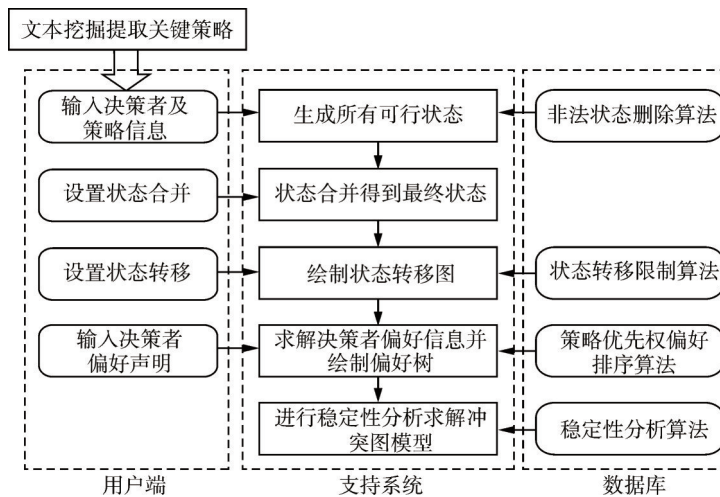 文本挖掘提取关键策略
输入决策者及
策略信息
生成所有可行状态
非法状态删除算法
设置状态合并
状态合并得到最终状态
设置状态转移
绘制状态转移图
状态转移限制算法
输入决策者
偏好声明
求解决策者偏好信息并
绘制偏好树
策略优先权偏好
排序算法
进行稳定性分析求解冲
突图模型
稳定性分析算法
用户端
支持系统
数据库